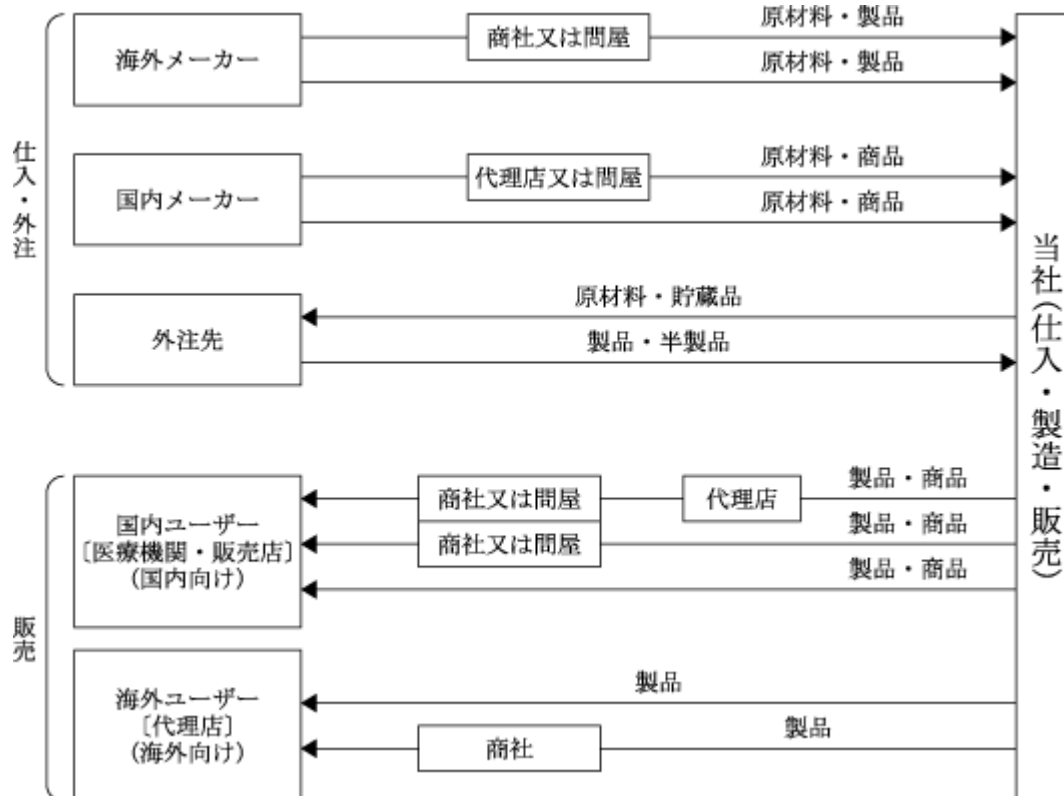 商社又は問屋
原材料・製品
海外メーカー
原材料・製品
仕入・外注
代理店又は問屋
原材料・商品
国内メーカー
原材料・商品
原材料・貯蔵品
外注先
製品・半製品
当社(仕入・製造・販売)
製品・商品
商社又は問屋
代理店
国内ユーザー
〔医療機関・販売店〕
(国内向け)
製品・商品
商社又は問屋
製品・商品
販売
製品
海外ユーザー
〔代理店〕
(海外向け)
製品
商社